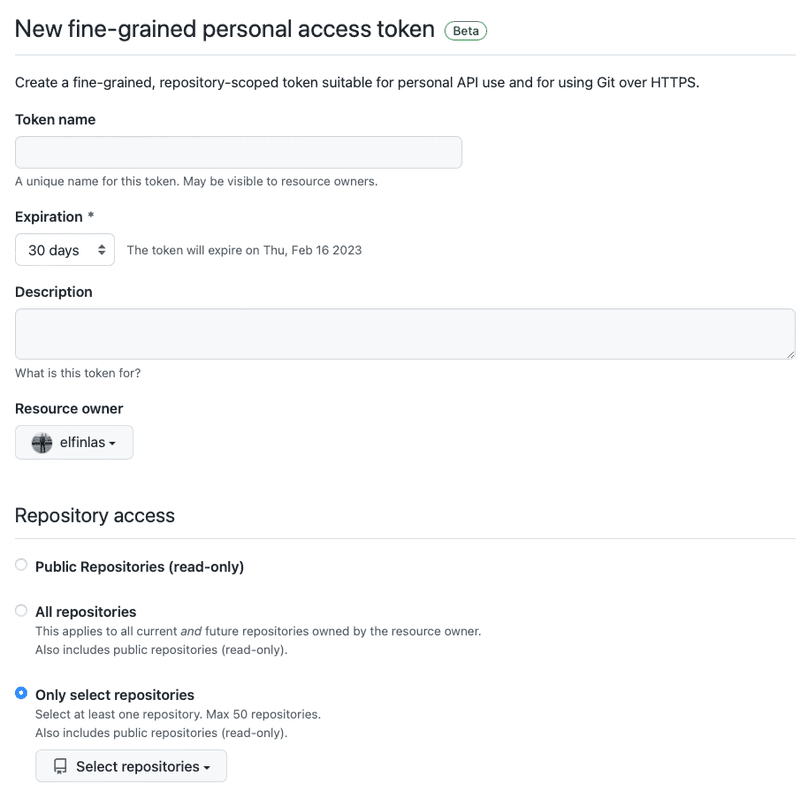 New fine-grained personal access token Beta
Create a fine-grained, repository-scoped token suitable for personal API use and for using Git over HTTPS.
Token name
A unique name for this token. May be visible to resource owners.
Expiration *
30 days The token will expire on Thu, Feb 16 2023
Description
What is this token for?
Resource owner
elfinlas
Repository access
Public Repositories (read-only)
All repositories
This applies to all current and future repositories owned by the resource owner.
Also includes public repositories (read-only).
Only select repositories
Select at least one repository. Max 50 repositories.
Also includes public repositories (read-only).
Select repositories